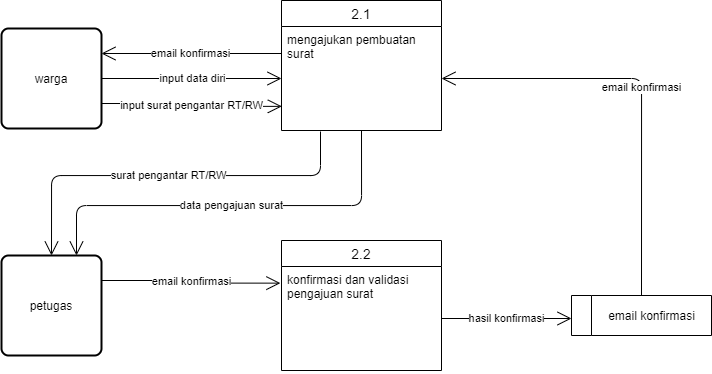 2.1
mengajukan pembuatan
surat
warga
email konfirmasi
input data diri
input surat pengantar RT/RW
email konfirmasi
surat pengantar RT/RW
data pengajuan surat
2.2
konfirmasi dan validasi
pengajuan surat
petugas
email konfirmasi
hasil konfirmasi
email konfirmasi